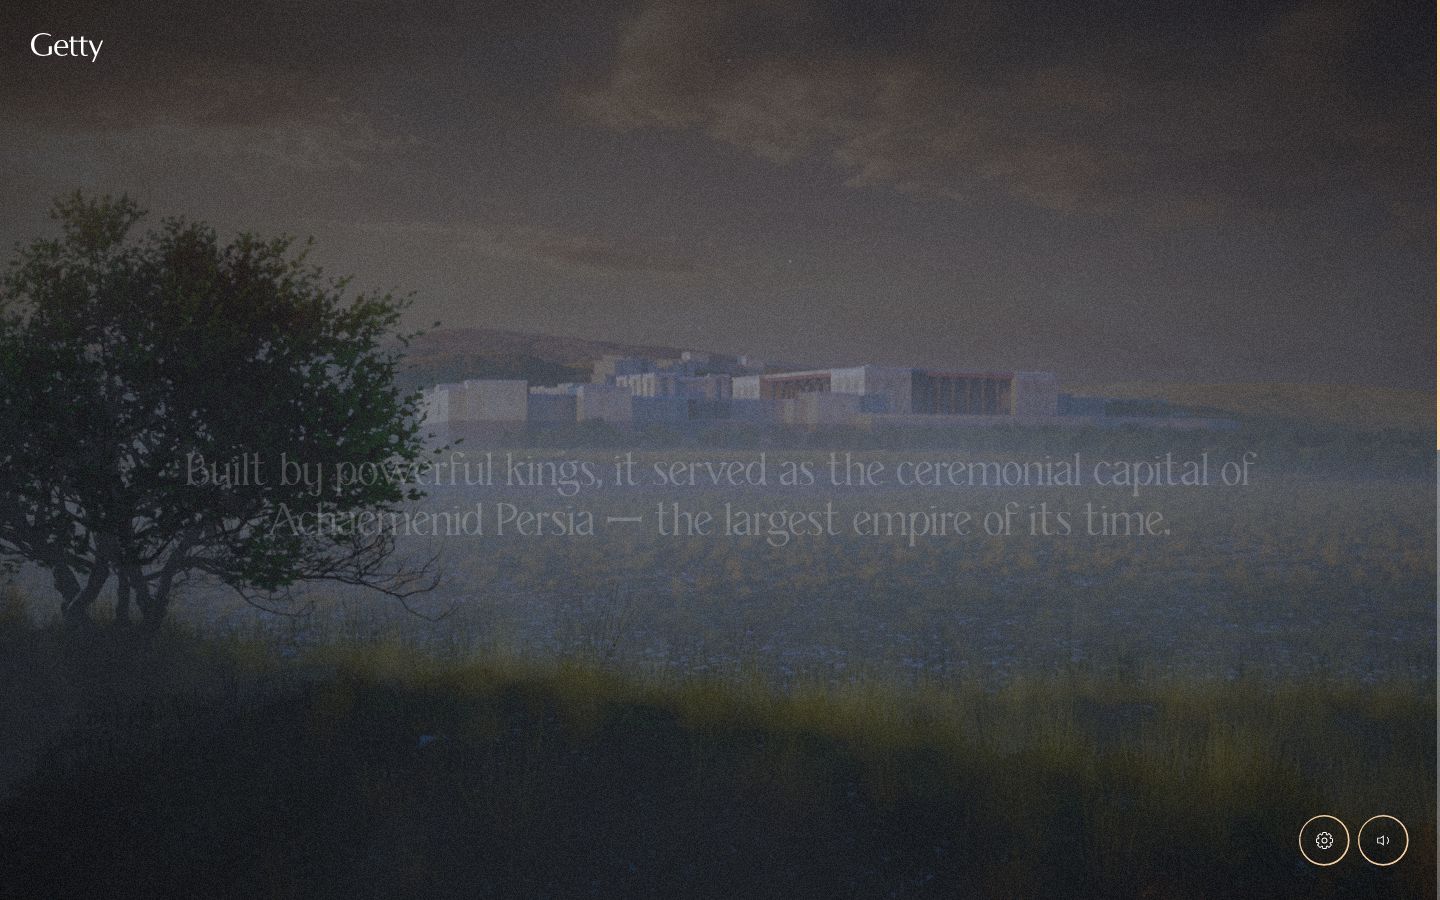 Getty
Built by powerful kings, it served as the ceremonial capital of
Achaemenid Persia — the largest empire of its time.